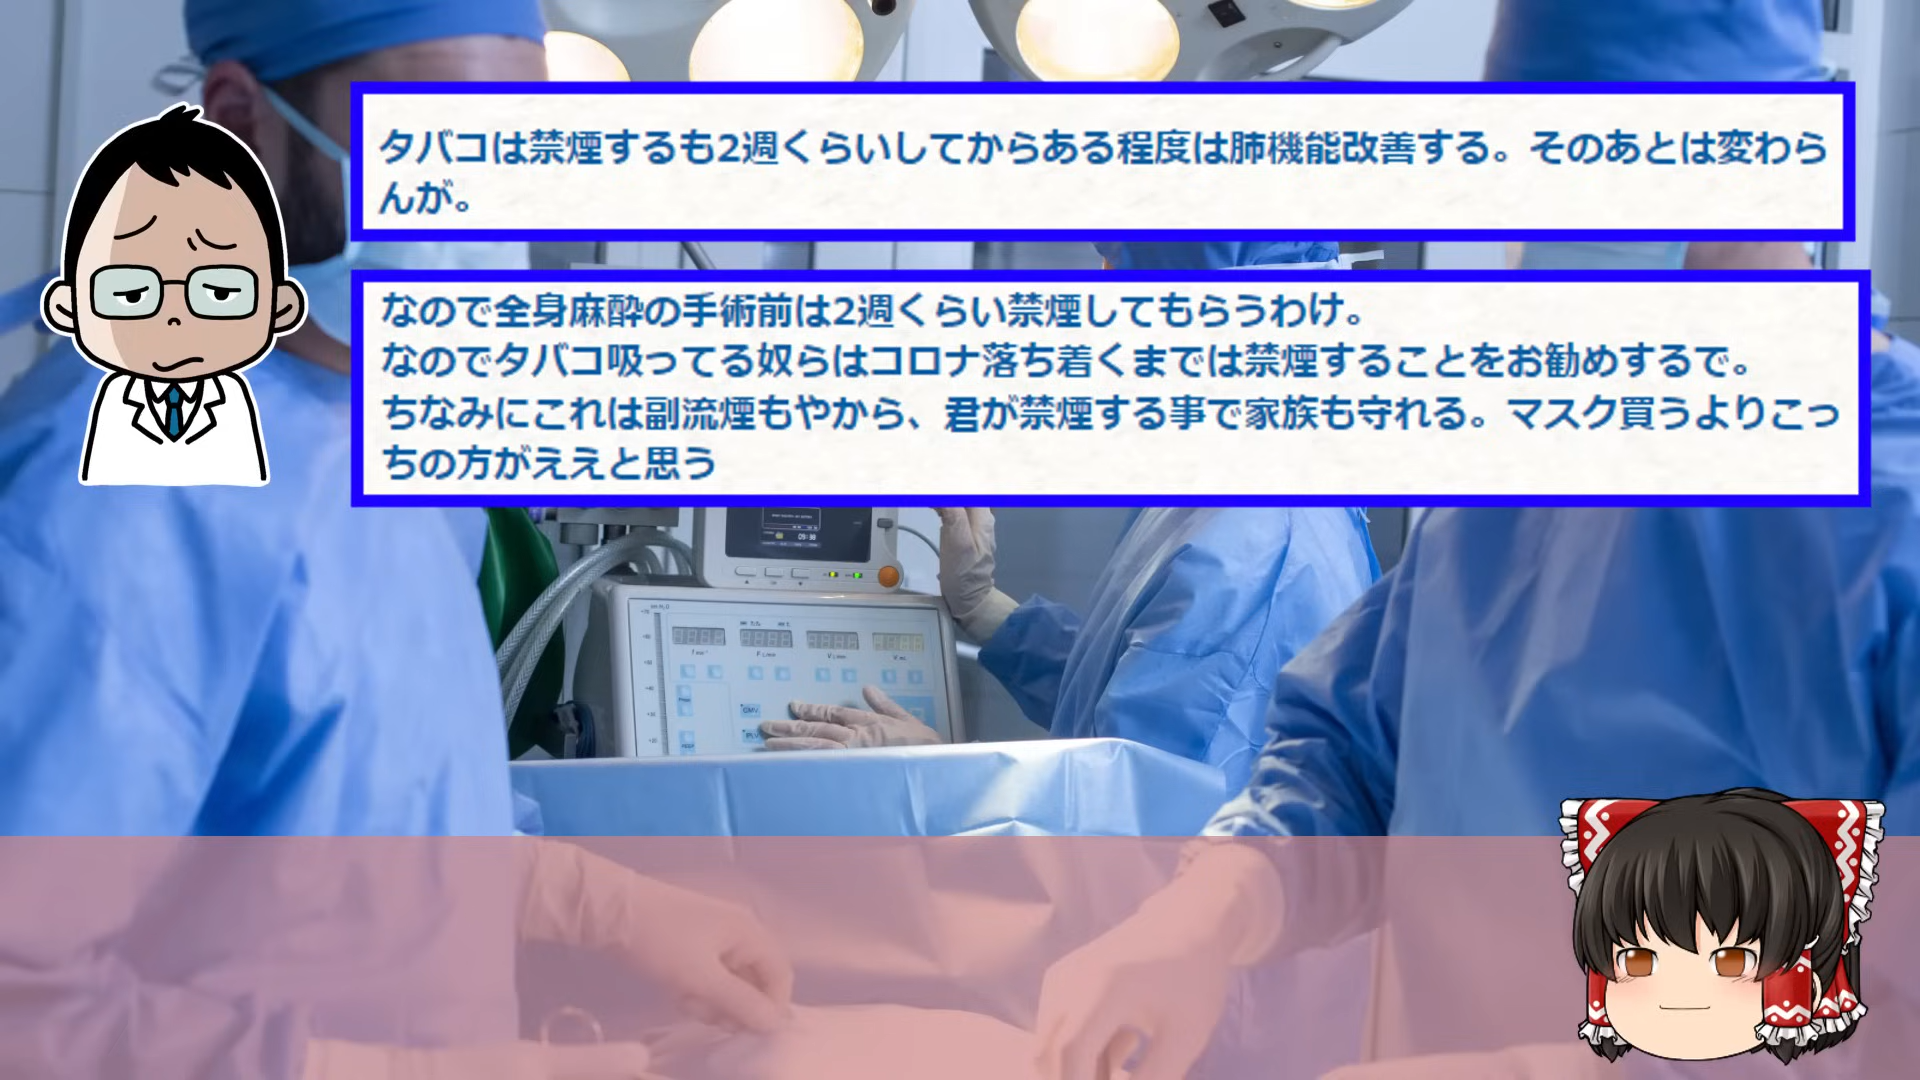 タバコは禁煙するも2週くらいしてからある程度は肺機能改善する。そのあとは変わら
んが。
なので全身麻酔の手術前は2週くらい禁煙してもらうわけ。
なのでタバコ吸ってる奴らはコロナ落ち着くまでは禁煙することをお勧めするで。
ちなみにこれは副流煙もやから、君が禁煙する事で家族も守れる。マスク買うよりこっ
ちの方がええと思う